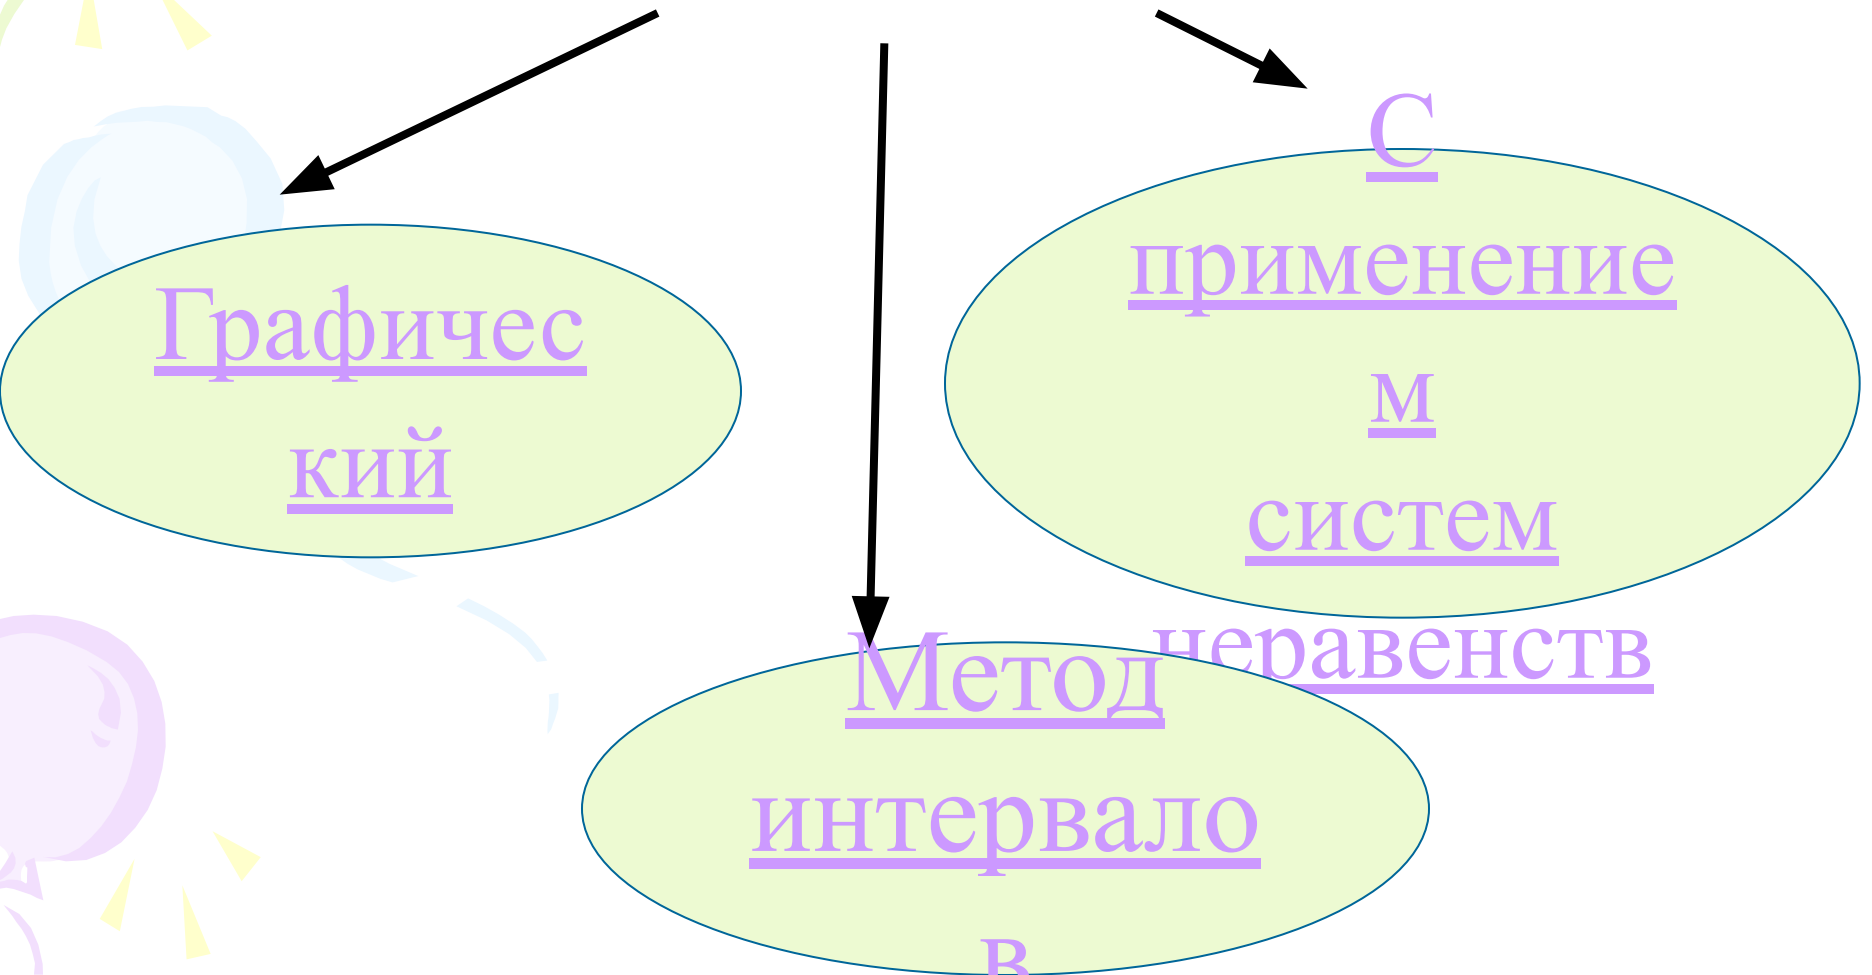 Графичес
кий
С
применение
м
систем
неравенств
Метод
интервало
в